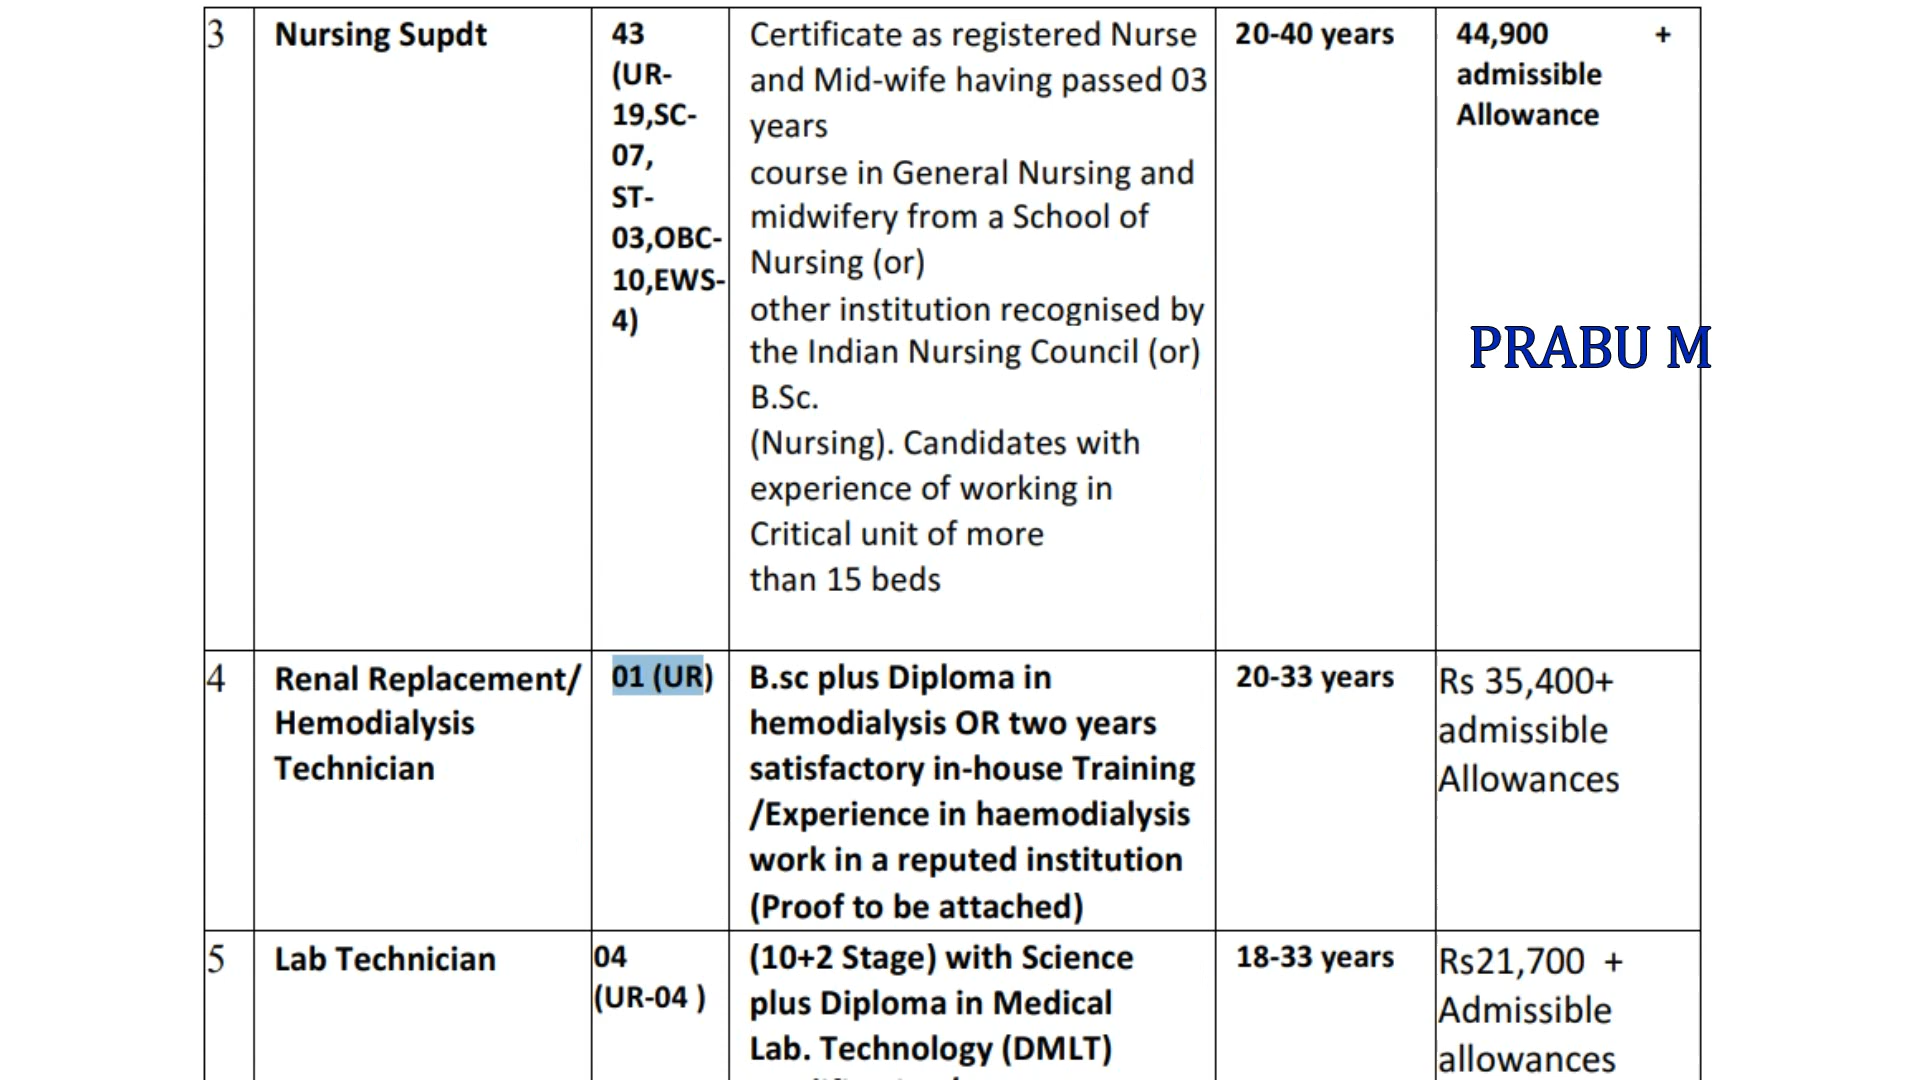 3
Nursing Supdt
43
(UR-
19,SC-
07,
ST-
03,OBC-
10,EWS-
4)
Certificate as registered Nurse
and Mid-wife having passed 03
years
course in General Nursing and
midwifery from a School of
Nursing (or)
other institution recognised by
the Indian Nursing Council (or)
B.Sc.
(Nursing). Candidates with
experience of working in
Critical unit of more
than 15 beds
20-40 years
44,900 +
admissible
Allowance
PRABU M
4
Renal Replacement/
Hemodialysis
Technician
01 (UR)
B.sc plus Diploma in
hemodialysis OR two years
satisfactory in-house Training
/Experience in haemodialysis
work in a reputed institution
(Proof to be attached)
20-33 years
Rs 35,400+
admissible
Allowances
5
Lab Technician
04
(UR-04 )
(10+2 Stage) with Science
plus Diploma in Medical
Lab. Technology (DMLT)
18-33 years
Rs21,700 +
Admissible
allowances